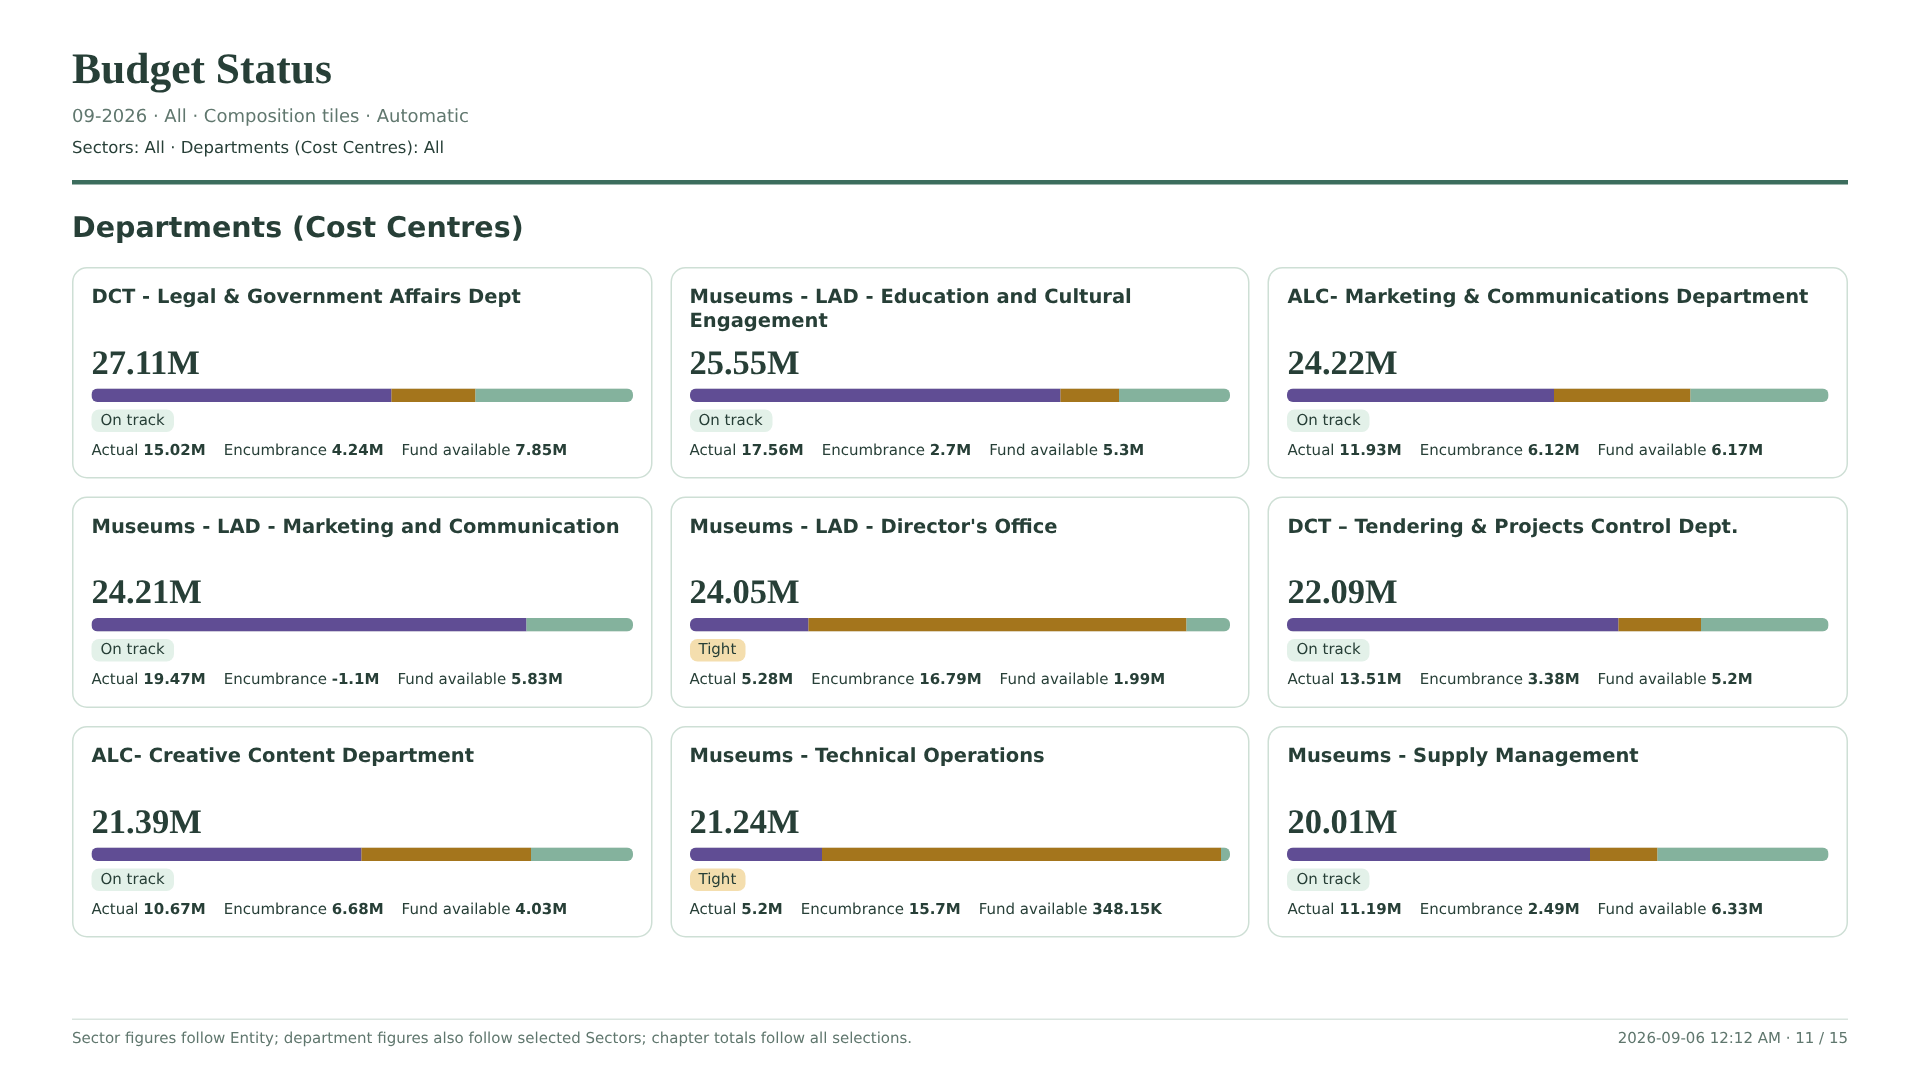 Budget Status
09-2026 · All · Composition tiles · Automatic
Sectors: All · Departments (Cost Centres): All
Departments (Cost Centres)
DCT - Legal & Government Affairs Dept
27.11M
On track
Actual 15.02M Encumbrance 4.24M Fund available 7.85M
Museums - LAD - Education and Cultural
Engagement
25.55M
On track
Actual 17.56M Encumbrance 2.7M Fund available 5.3M
ALC- Marketing & Communications Department
24.22M
On track
Actual 11.93M Encumbrance 6.12M Fund available 6.17M
Museums - LAD - Marketing and Communication
24.21M
On track
Actual 19.47M Encumbrance -1.1M Fund available 5.83M
Museums - LAD - Director's Office
24.05M
Tight
Actual 5.28M Encumbrance 16.79M Fund available 1.99M
DCT – Tendering & Projects Control Dept.
22.09M
On track
Actual 13.51M Encumbrance 3.38M Fund available 5.2M
ALC- Creative Content Department
21.39M
On track
Actual 10.67M Encumbrance 6.68M Fund available 4.03M
Museums - Technical Operations
21.24M
Tight
Actual 5.2M Encumbrance 15.7M Fund available 348.15K
Museums - Supply Management
20.01M
On track
Actual 11.19M Encumbrance 2.49M Fund available 6.33M
Sector figures follow Entity; department figures also follow selected Sectors; chapter totals follow all selections.
2026-09-06 12:12 AM · 11 / 15